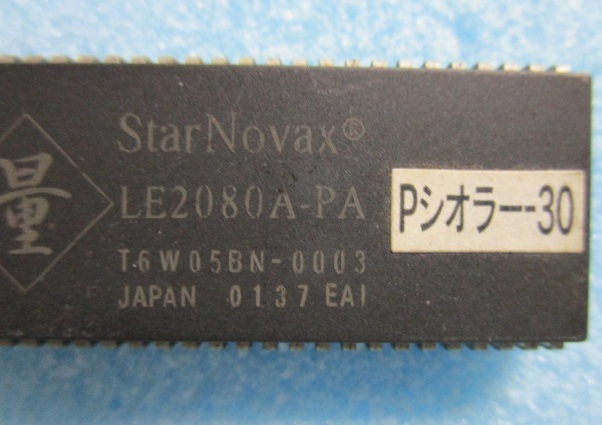 StarNovax®
量
LE2080A-PA
Pシオラー-30
T6W05BN-0003
JAPAN 0137 EAI